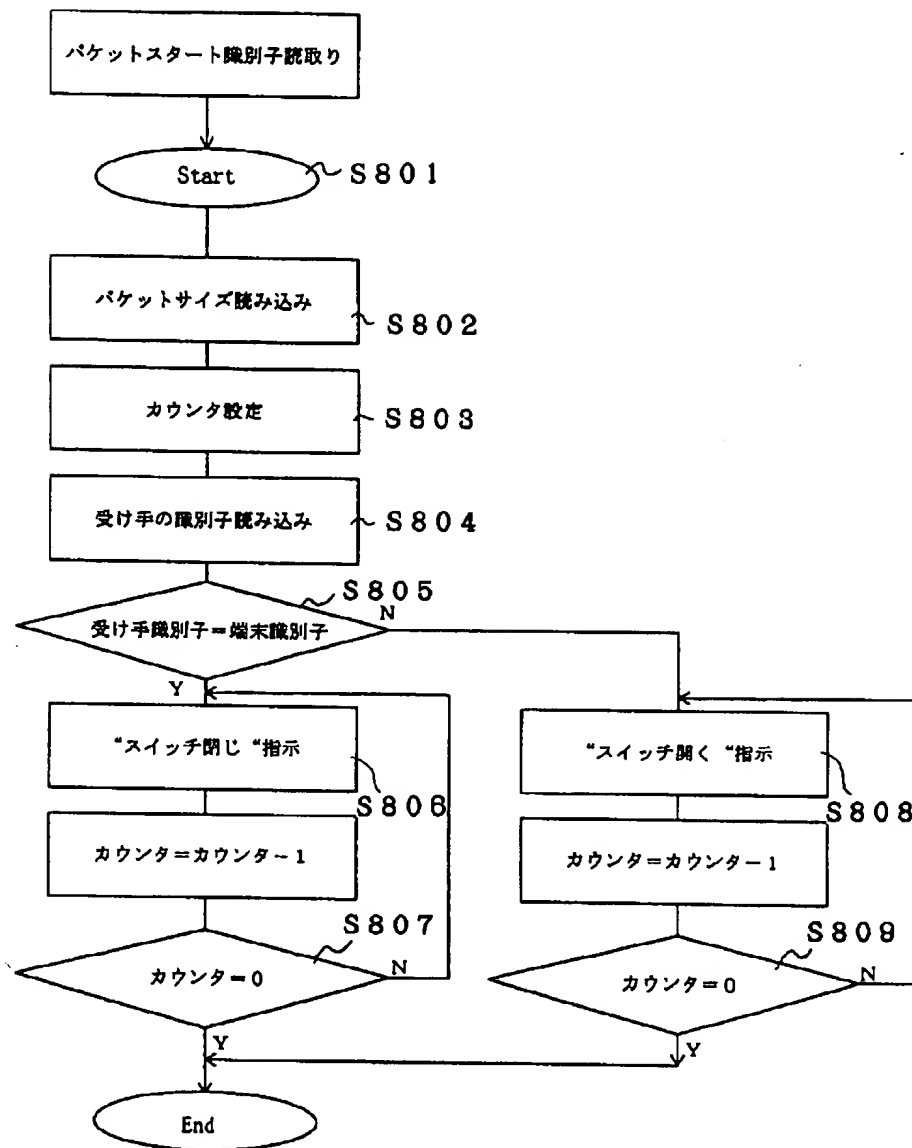 パケットスタート識別子読取り
Start
S801
パケットサイズ読み込み
S802
カウンタ設定
S803
受け手の識別子読み込み
S804
S805
受け手識別子＝端末識別子
N
Y
“スイッチ閉じ“指示
S806
“スイッチ開く“指示
S808
カウンタ＝カウンター1
カウンタ＝カウンター1
S807
カウンタ＝0
N
Y
S809
カウンタ＝0
N
Y
End